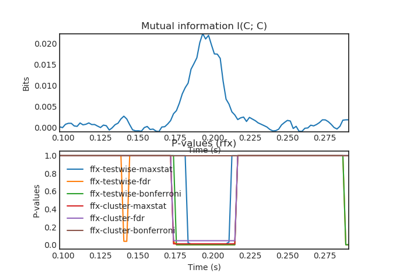 Mutual information I(C; C)
0.020
0.015
0.010
0.005
0.000
Bits
0.100 0.125 0.150 0.175 0.200 0.225 0.250 0.275
Time (s)
P-values (rfx)
1.0
0.8
0.6
0.4
0.2
0.0
P-values
ffx-testwise-maxstat
ffx-testwise-fdr
ffx-testwise-bonferroni
ffx-cluster-maxstat
ffx-cluster-fdr
ffx-cluster-bonferroni
0.100 0.125 0.150 0.175 0.200 0.225 0.250 0.275
Time (s)